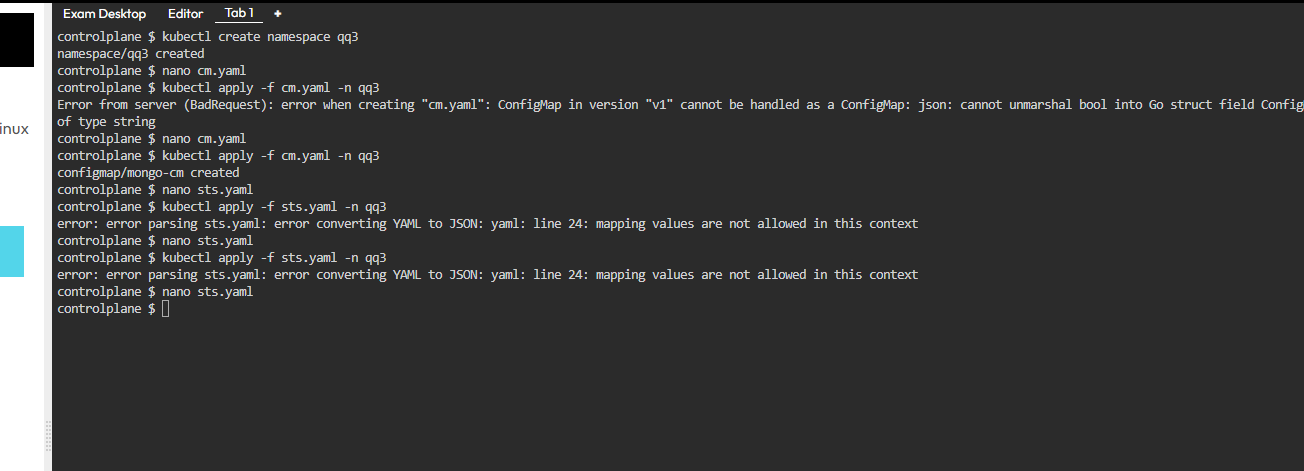 Exam Desktop Editor Tab 1 +
controlplane $ kubectl create namespace qq3
namespace/qq3 created
controlplane $ nano cm.yaml
controlplane $ kubectl apply -f cm.yaml -n qq3
Error from server (BadRequest): error when creating "cm.yaml": ConfigMap in version "v1" cannot be handled as a ConfigMap: json: cannot unmarshal bool into Go struct field Config
of type string
inux
controlplane $ nano cm.yaml
controlplane $ kubectl apply -f cm.yaml -n qq3
configmap/mongo-cm created
controlplane $ nano sts.yaml
controlplane $ kubectl apply -f sts.yaml -n qq3
error: error parsing sts.yaml: error converting YAML to JSON: yaml: line 24: mapping values are not allowed in this context
controlplane $ nano sts.yaml
controlplane $ kubectl apply -f sts.yaml -n qq3
error: error parsing sts.yaml: error converting YAML to JSON: yaml: line 24: mapping values are not allowed in this context
controlplane $ nano sts.yaml
controlplane $